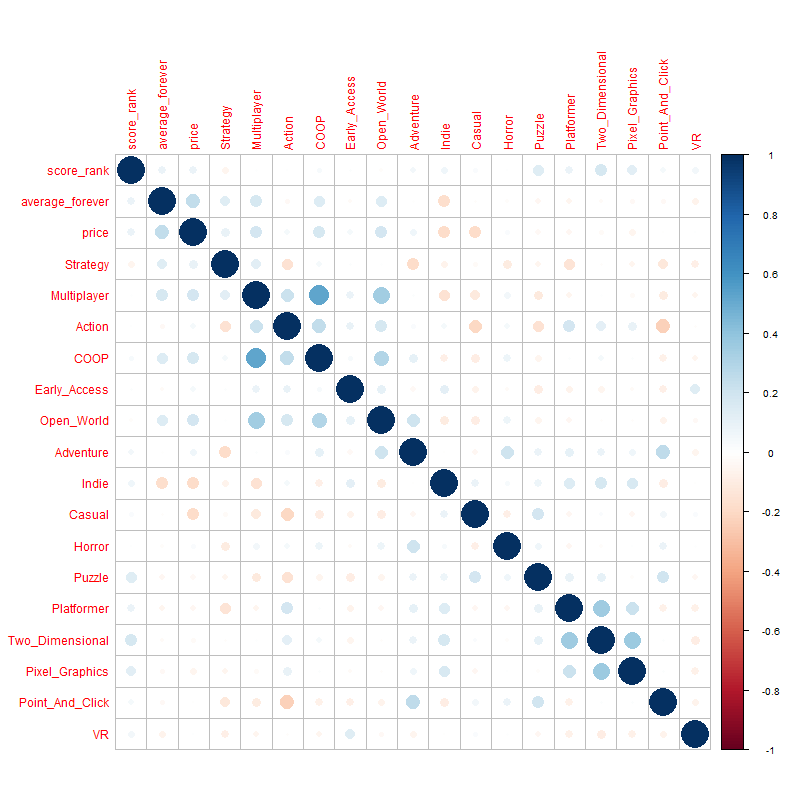 score_rank
average_forever
price
Strategy
Multiplayer
Action
COOP
Early_Access
Open_World
Adventure
Indie
Casual
Horror
Puzzle
Platformer
Two_Dimensional
Pixel_Graphics
Point_And_Click
VR
score_rank
average_forever
price
Strategy
Multiplayer
Action
COOP
Early_Access
Open_World
Adventure
Indie
Casual
Horror
Puzzle
Platformer
Two_Dimensional
Pixel_Graphics
Point_And_Click
VR
1
0.8
0.6
0.4
0.2
0
-0.2
-0.4
-0.6
-0.8
-1